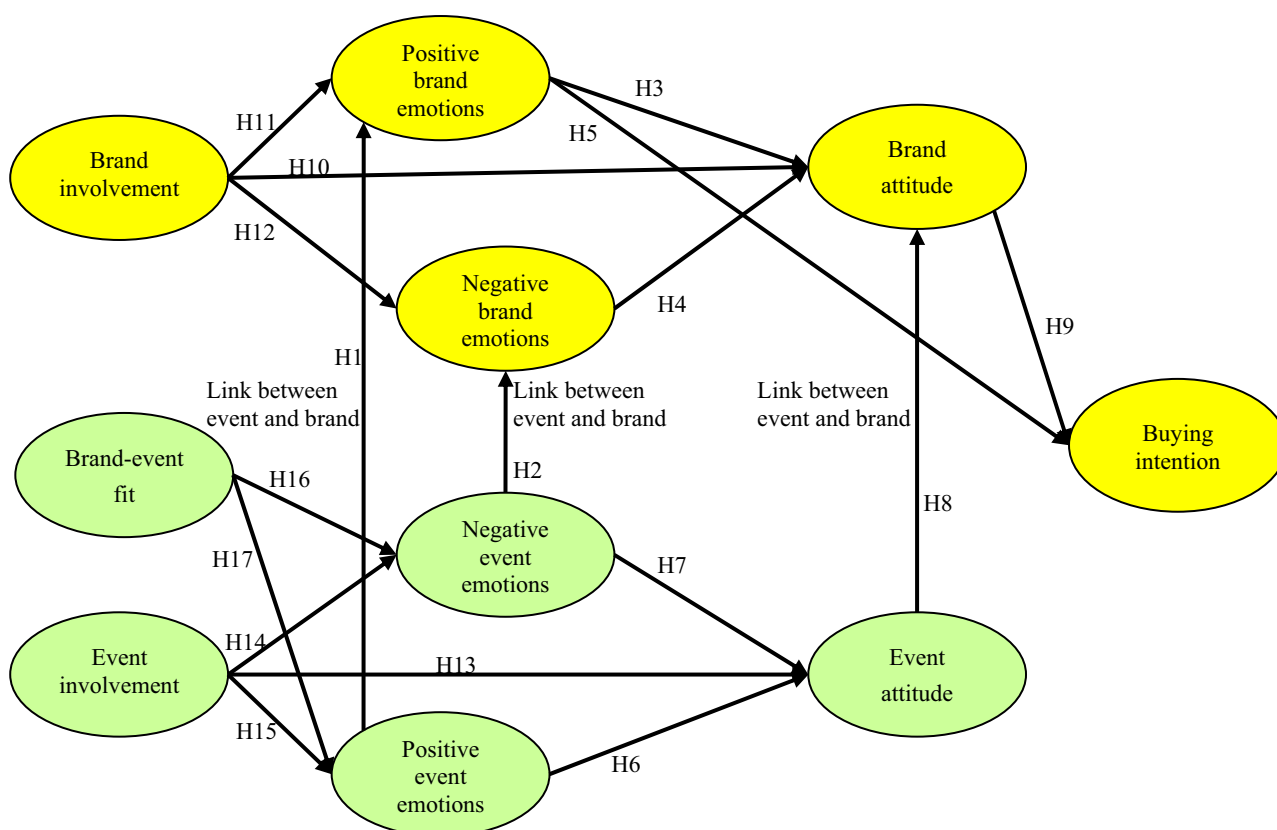 Positive
brand
emotions
H3
H11
H5
Brand
involvement
H10
Brand
attitude
H12
Negative
brand
emotions
H4
H9
H1
Link between
event and brand
Link between
event and brand
Link between
event and brand
Buying
intention
Brand-event
fit
H16
H2
H8
H17
Negative
event
emotions
H7
H14
H13
Event
involvement
Event
attitude
H15
Positive
event
emotions
H6